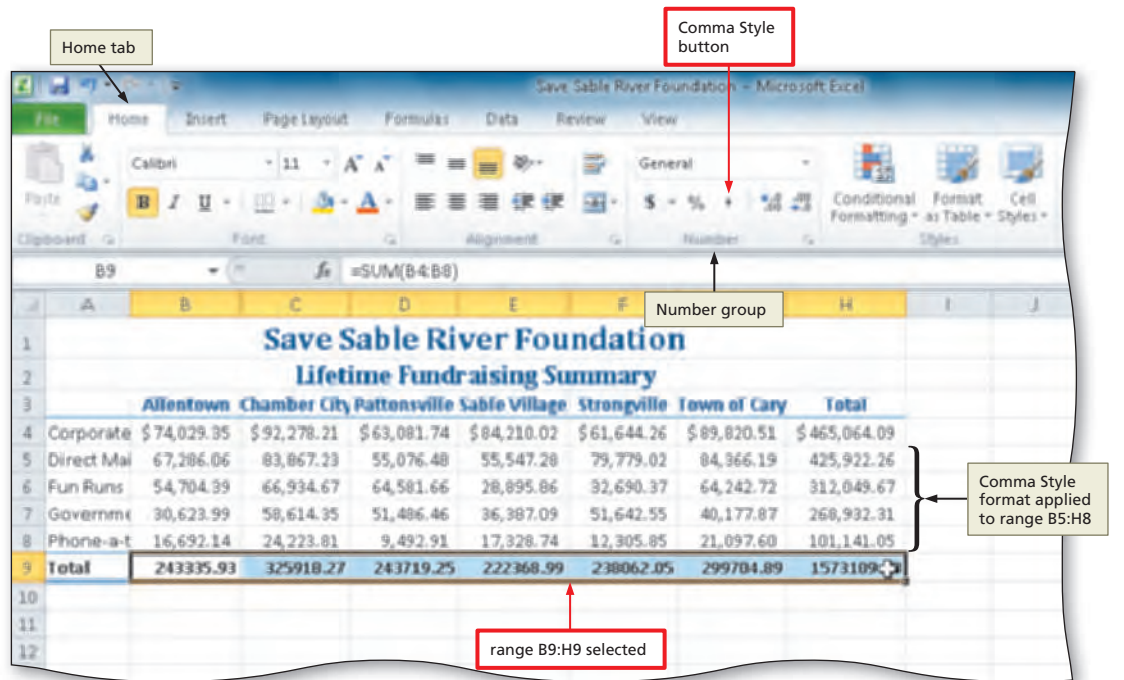 Home tab
Comma Style
button
Save Sable River Foundation - Microsoft Excel
File Home Insert Page Layout Formulas Data Review View
Calibri 11 A A General
Paste B I U A $ % , Conditional Formatting Format as Table Cell Styles
Clipboard Font Alignment Number Styles
B9 fx =SUM(B4:B8)
Number group
A B C D E F H I J
1 Save Sable River Foundation
2 Lifetime Fundraising Summary
3 Allentown Chamber City Pattonsville Sable Village Strongville Town of Cary Total
4 Corporate $74,029.35 $92,278.21 $63,081.74 $84,210.02 $61,644.26 $89,820.51 $465,064.09
5 Direct Mai 67,286.06 83,867.23 55,076.48 55,547.28 79,779.02 84,366.19 425,922.26
6 Fun Runs 54,704.39 66,934.67 64,581.66 28,895.86 32,690.37 64,242.72 312,049.67
7 Governme 30,623.99 58,614.35 51,486.46 36,387.09 51,642.55 40,177.87 268,932.31
8 Phone-a-t 16,692.14 24,223.81 9,492.91 17,328.74 12,305.85 21,097.60 101,141.05
9 Total 243335.93 325918.27 243719.25 222368.99 238062.05 299704.89 1573109
10
11
12
Comma Style
format applied
to range B5:H8
range B9:H9 selected